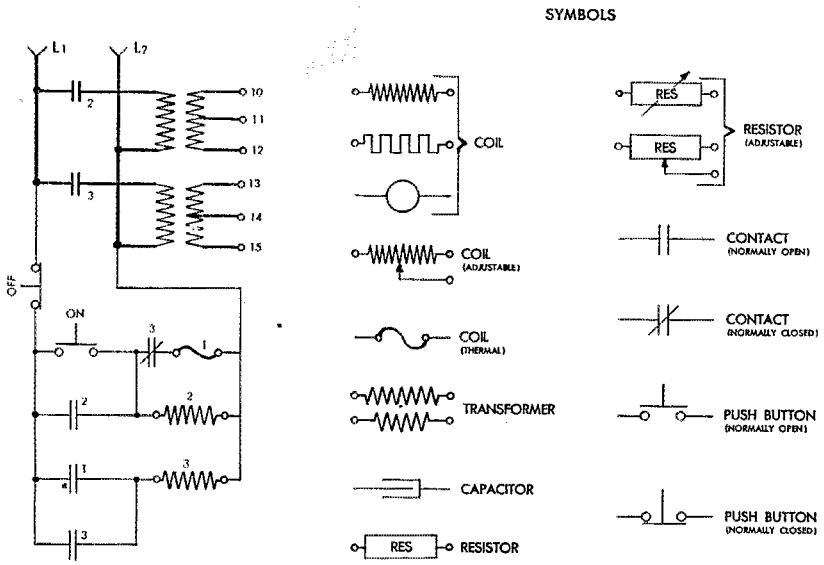 SYMBOLS
L1
L2
2
10
11
12
3
13
14
15
OFF
ON
3
1
2
2
1
3
3
COIL
COIL
(ADJUSTABLE)
COIL
(THERMAL)
TRANSFORMER
CAPACITOR
RES
RESISTOR
RES
RES
RESISTOR
(ADJUSTABLE)
CONTACT
(NORMALLY OPEN)
CONTACT
(NORMALLY CLOSED)
PUSH BUTTON
(NORMALLY OPEN)
PUSH BUTTON
(NORMALLY CLOSED)